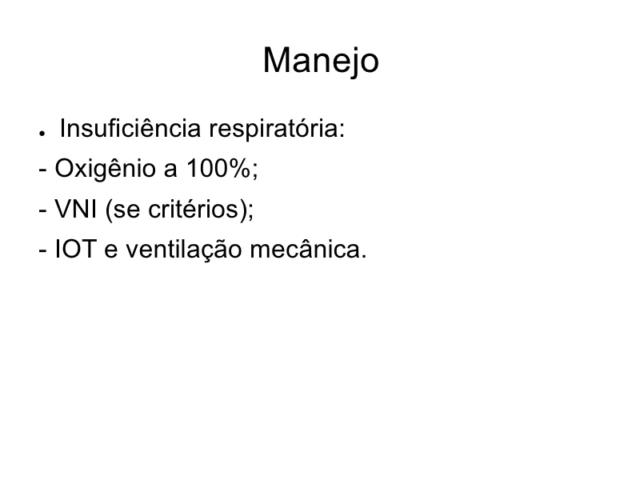 Manejo
● Insuficiência respiratória:
- Oxigênio a 100%;
- VNI (se critérios);
- IOT e ventilação mecânica.